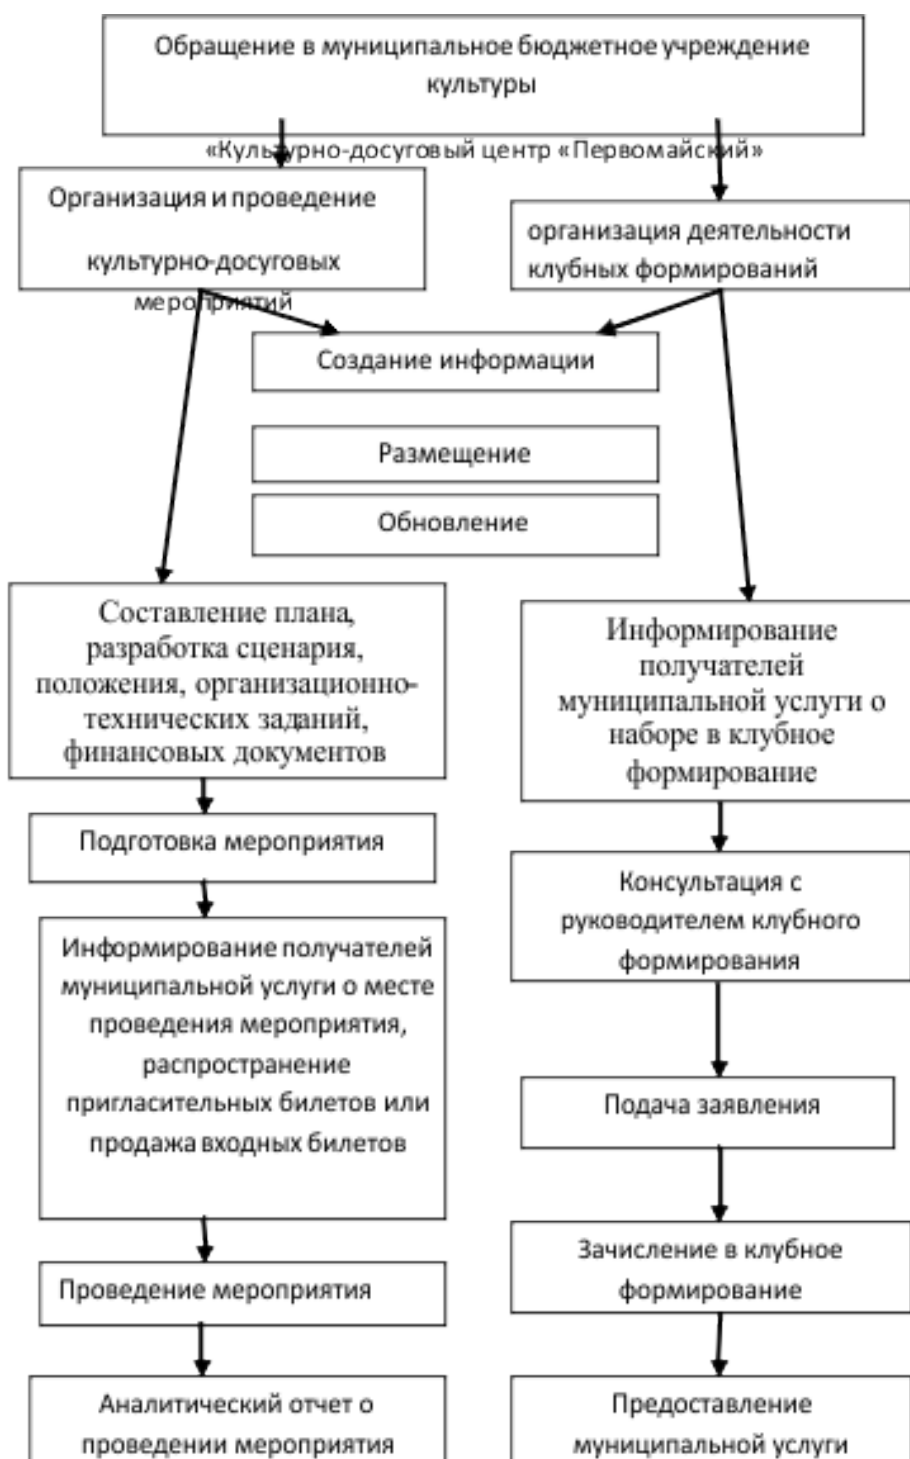 Обращение в муниципальное бюджетное учреждение
культуры
«Культурно-досуговый центр «Первомайский»
Организация и проведение
культурно-досуговых
мероприятий
организация деятельности
клубных формирований
Создание информации
Размещение
Обновление
Составление плана,
разработка сценария,
положения, организационно-
технических заданий,
финансовых документов
Подготовка мероприятия
Информирование получателей
муниципальной услуги о месте
проведения мероприятия,
распространение
пригласительных билетов или
продажа входных билетов
Проведение мероприятия
Аналитический отчет о
проведении мероприятия
Информирование
получателей
муниципальной услуги о
наборе в клубное
формирование
Консультация с
руководителем клубного
формирования
Подача заявления
Зачисление в клубное
формирование
Предоставление
муниципальной услуги